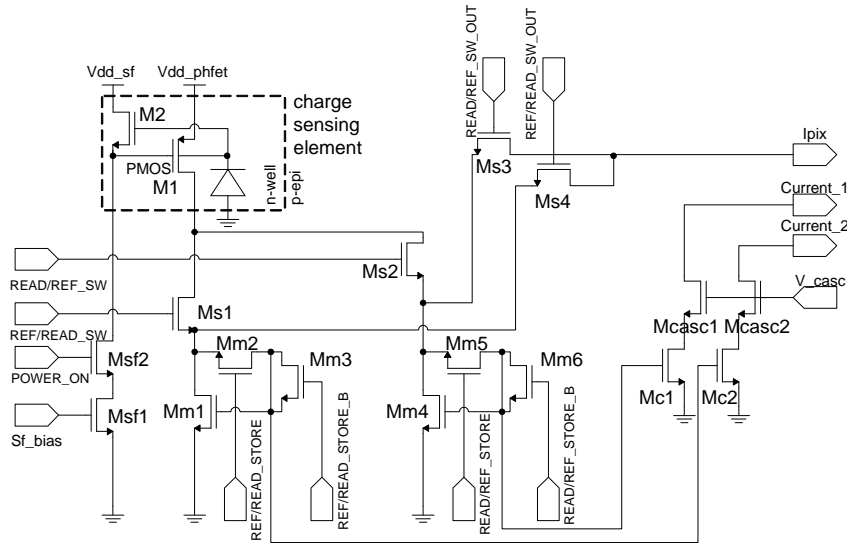 READ/REF_SW_OUT
REF/READ_SW_OUT
Vdd_sf
Vdd_phfet
M2
charge
sensing
element
PMOS
M1
n-well
p-epi
Ms3
Ms4
Ipix
Current_1
Current_2
V_casc
READ/REF_SW
Ms2
REF/READ_SW
Ms1
Mcasc1
Mcasc2
Msf2
POWER_ON
Mm2
Mm3
Mm5
Mm6
Mc1
Mc2
Msf1
Sf_bias
Mm1
Mm4
REF/READ_STORE
REF/READ_STORE_B
READ/REF_STORE
READ/REF_STORE_B